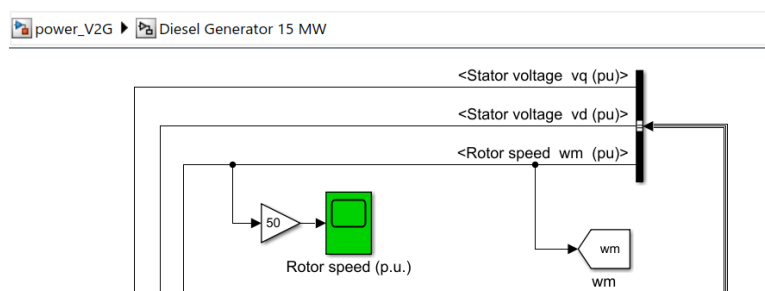 power_V2G Diesel Generator 15 MW
<Stator voltage vq (pu)>
<Stator voltage vd (pu)>
<Rotor speed wm (pu)>
50
wm
Rotor speed (p.u.)
wm